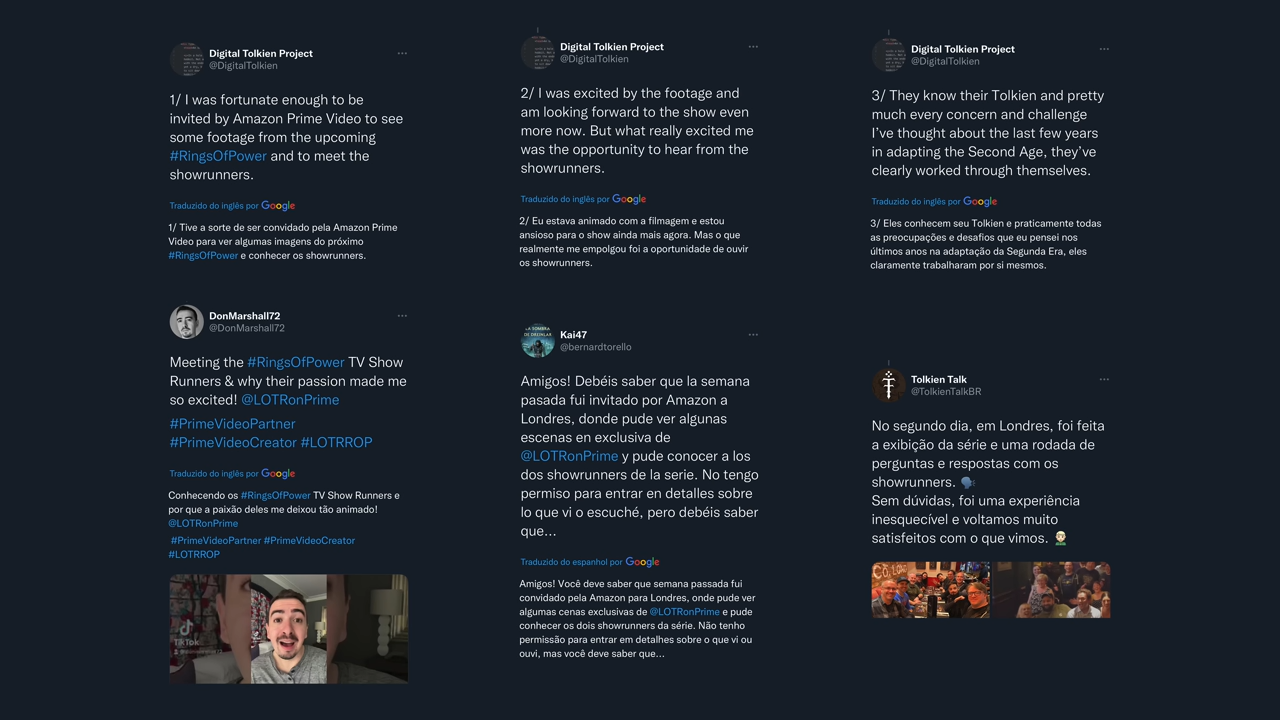 Digital Tolkien Project
@DigitalTolkien
1/ I was fortunate enough to be
invited by Amazon Prime Video to see
some footage from the upcoming
#RingsOfPower and to meet the
showrunners.
Traduzido do inglês por Google
1/ Tive a sorte de ser convidado pela Amazon Prime
Video para ver algumas imagens do próximo
#RingsOfPower e conhecer os showrunners.
Digital Tolkien Project
@DigitalTolkien
2/ I was excited by the footage and
am looking forward to the show even
more now. But what really excited me
was the opportunity to hear from the
showrunners.
Traduzido do inglês por Google
2/ Eu estava animado com a filmagem e estou
ansioso para o show ainda mais agora. Mas o que
realmente me empolgou foi a oportunidade de ouvir
os showrunners.
Digital Tolkien Project
@DigitalTolkien
3/ They know their Tolkien and pretty
much every concern and challenge
I've thought about the last few years
in adapting the Second Age, they've
clearly worked through themselves.
Traduzido do inglês por Google
3/ Eles conhecem seu Tolkien e praticamente todas
as preocupações e desafios que eu pensei nos
últimos anos na adaptação da Segunda Era, eles
claramente trabalharam por si mesmos.
DonMarshall72
@DonMarshall72
Meeting the #RingsOfPower TV Show
Runners & why their passion made me
so excited! @LOTRonPrime
#PrimeVideoPartner
#PrimeVideoCreator #LOTRROP
Traduzido do inglês por Google
Conhecendo os #RingsOfPower TV Show Runners e
por que a paixão deles me deixou tão animado!
@LOTRonPrime
#PrimeVideoPartner #PrimeVideoCreator
#LOTRROP
TikTok
Kai47
@bernardtorello
Amigos! Debéis saber que la semana
pasada fui invitado por Amazon a
Londres, donde pude ver algunas
escenas en exclusiva de
@LOTRonPrime y pude conocer a los
dos showrunners de la serie. No tengo
permiso para entrar en detalles sobre
lo que vi o escuché, pero debéis saber
que...
Traduzido do espanhol por Google
Amigos! Você deve saber que semana passada fui
convidado pela Amazon para Londres, onde pude ver
algumas cenas exclusivas de @LOTRonPrime e pude
conhecer os dois showrunners da série. Não tenho
permissão para entrar em detalhes sobre o que vi ou
ouvi, mas você deve saber que...
Tolkien Talk
@TolkienTalkBR
No segundo dia, em Londres, foi feita
a exibição da série e uma rodada de
perguntas e respostas com os
showrunners.
Sem dúvidas, foi uma experiência
inesquecível e voltamos muito
satisfeitos com o que vimos.